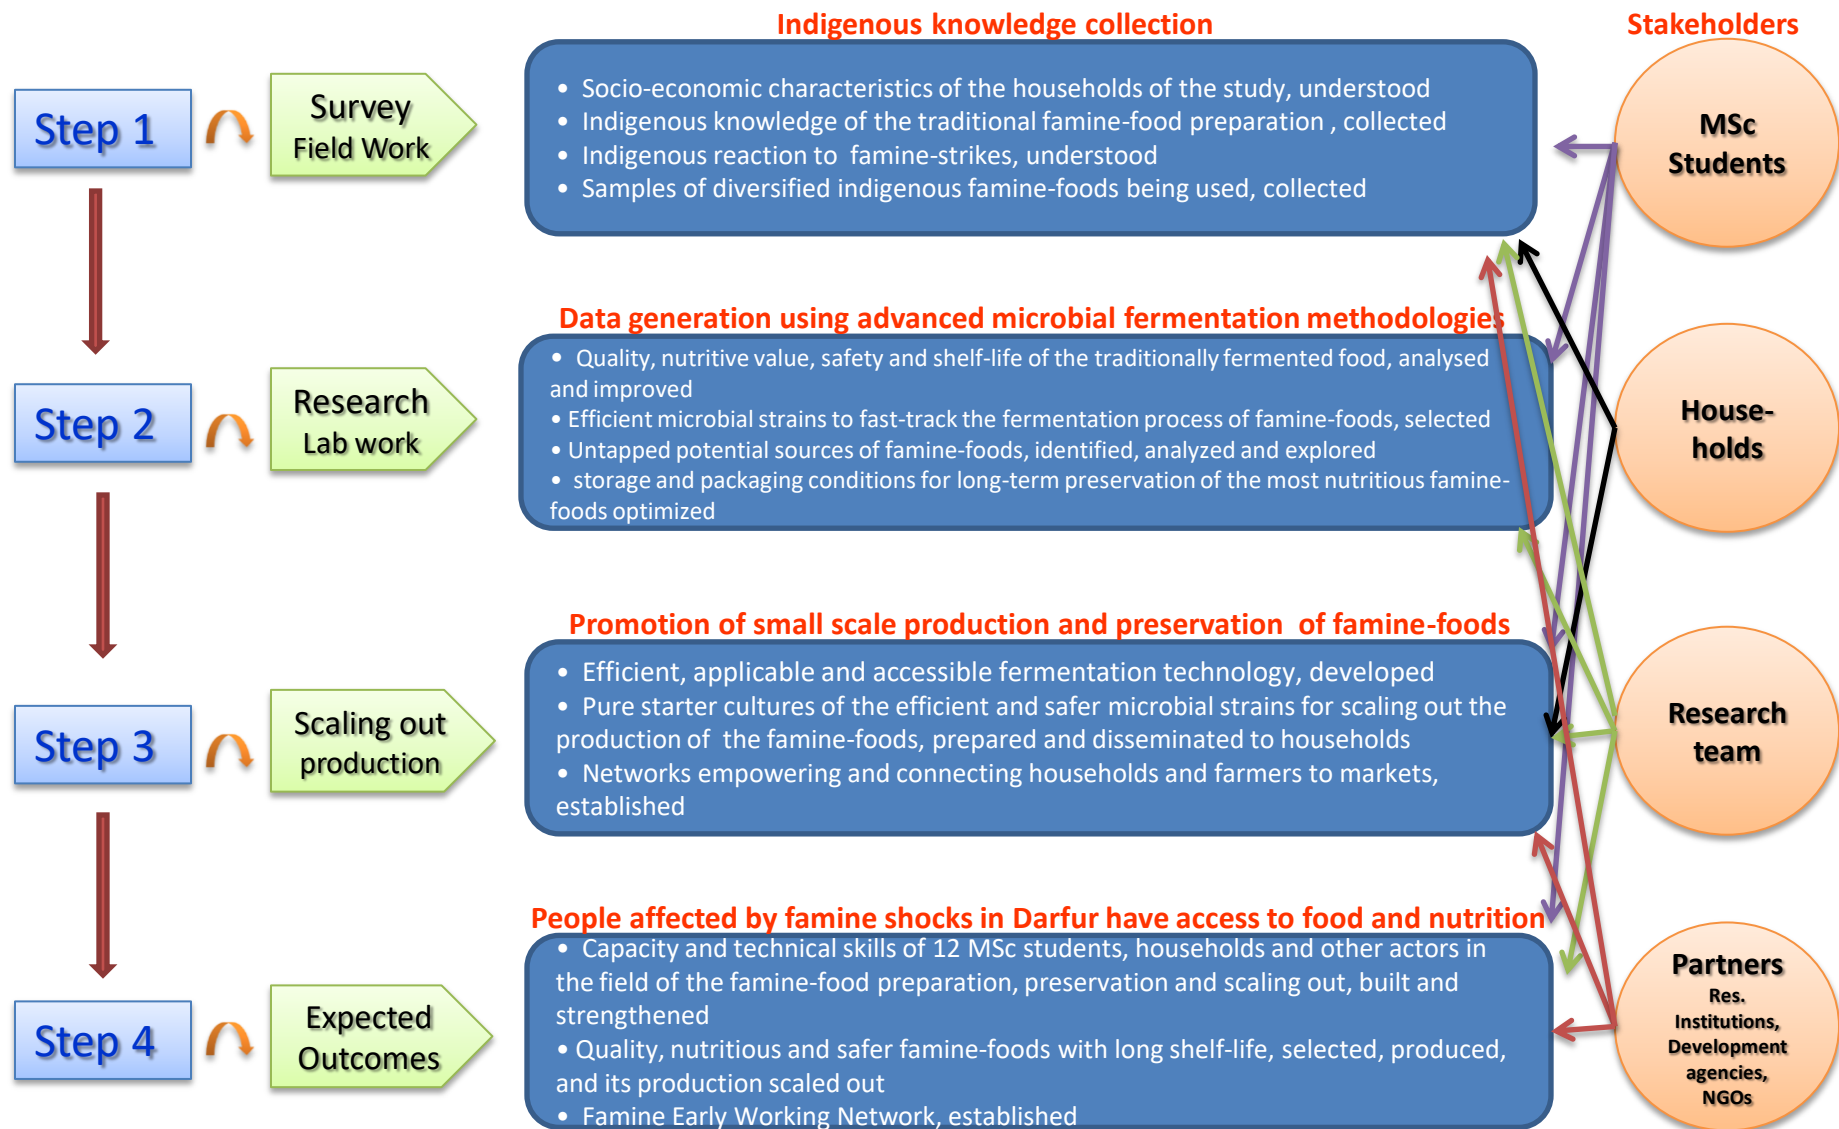 Indigenous knowledge collection
Stakeholders
Step 1
Survey
Field Work
• Socio-economic characteristics of the households of the study, understood
• Indigenous knowledge of the traditional famine-food preparation , collected
• Indigenous reaction to famine-strikes, understood
• Samples of diversified indigenous famine-foods being used, collected
MSc
Students
Data generation using advanced microbial fermentation methodologies
Step 2
Research
Lab work
• Quality, nutritive value, safety and shelf-life of the traditionally fermented food, analysed
and improved
• Efficient microbial strains to fast-track the fermentation process of famine-foods, selected
• Untapped potential sources of famine-foods, identified, analyzed and explored
• storage and packaging conditions for long-term preservation of the most nutritious famine-
foods optimized
House-
holds
Promotion of small scale production and preservation of famine-foods
Step 3
Scaling out
production
• Efficient, applicable and accessible fermentation technology, developed
• Pure starter cultures of the efficient and safer microbial strains for scaling out the
production of the famine-foods, prepared and disseminated to households
• Networks empowering and connecting households and farmers to markets,
established
Research
team
People affected by famine shocks in Darfur have access to food and nutrition
Step 4
Expected
Outcomes
• Capacity and technical skills of 12 MSc students, households and other actors in
the field of the famine-food preparation, preservation and scaling out, built and
strengthened
• Quality, nutritious and safer famine-foods with long shelf-life, selected, produced,
and its production scaled out
• Famine Early Working Network, established
Partners
Res.
Institutions,
Development
agencies,
NGOs